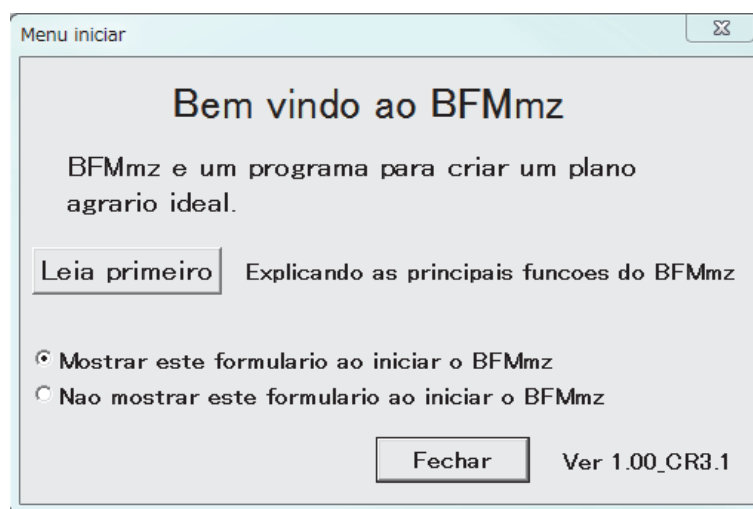 Menu iniciar
Bem vindo ao BFMmz
BFMmz e um programa para criar um plano
agrario ideal.
Leia primeiro Explicando as principais funcoes do BFMmz
Mostrar este formulario ao iniciar o BFMmz
Nao mostrar este formulario ao iniciar o BFMmz
Fechar Ver 1.00_CR3.1